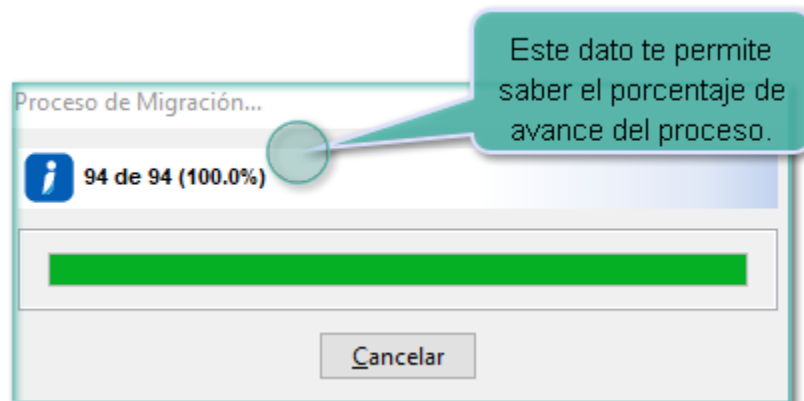 Este dato te permite
saber el porcentaje de
avance del proceso.
Proceso de Migración...
94 de 94 (100.0%)
Cancelar